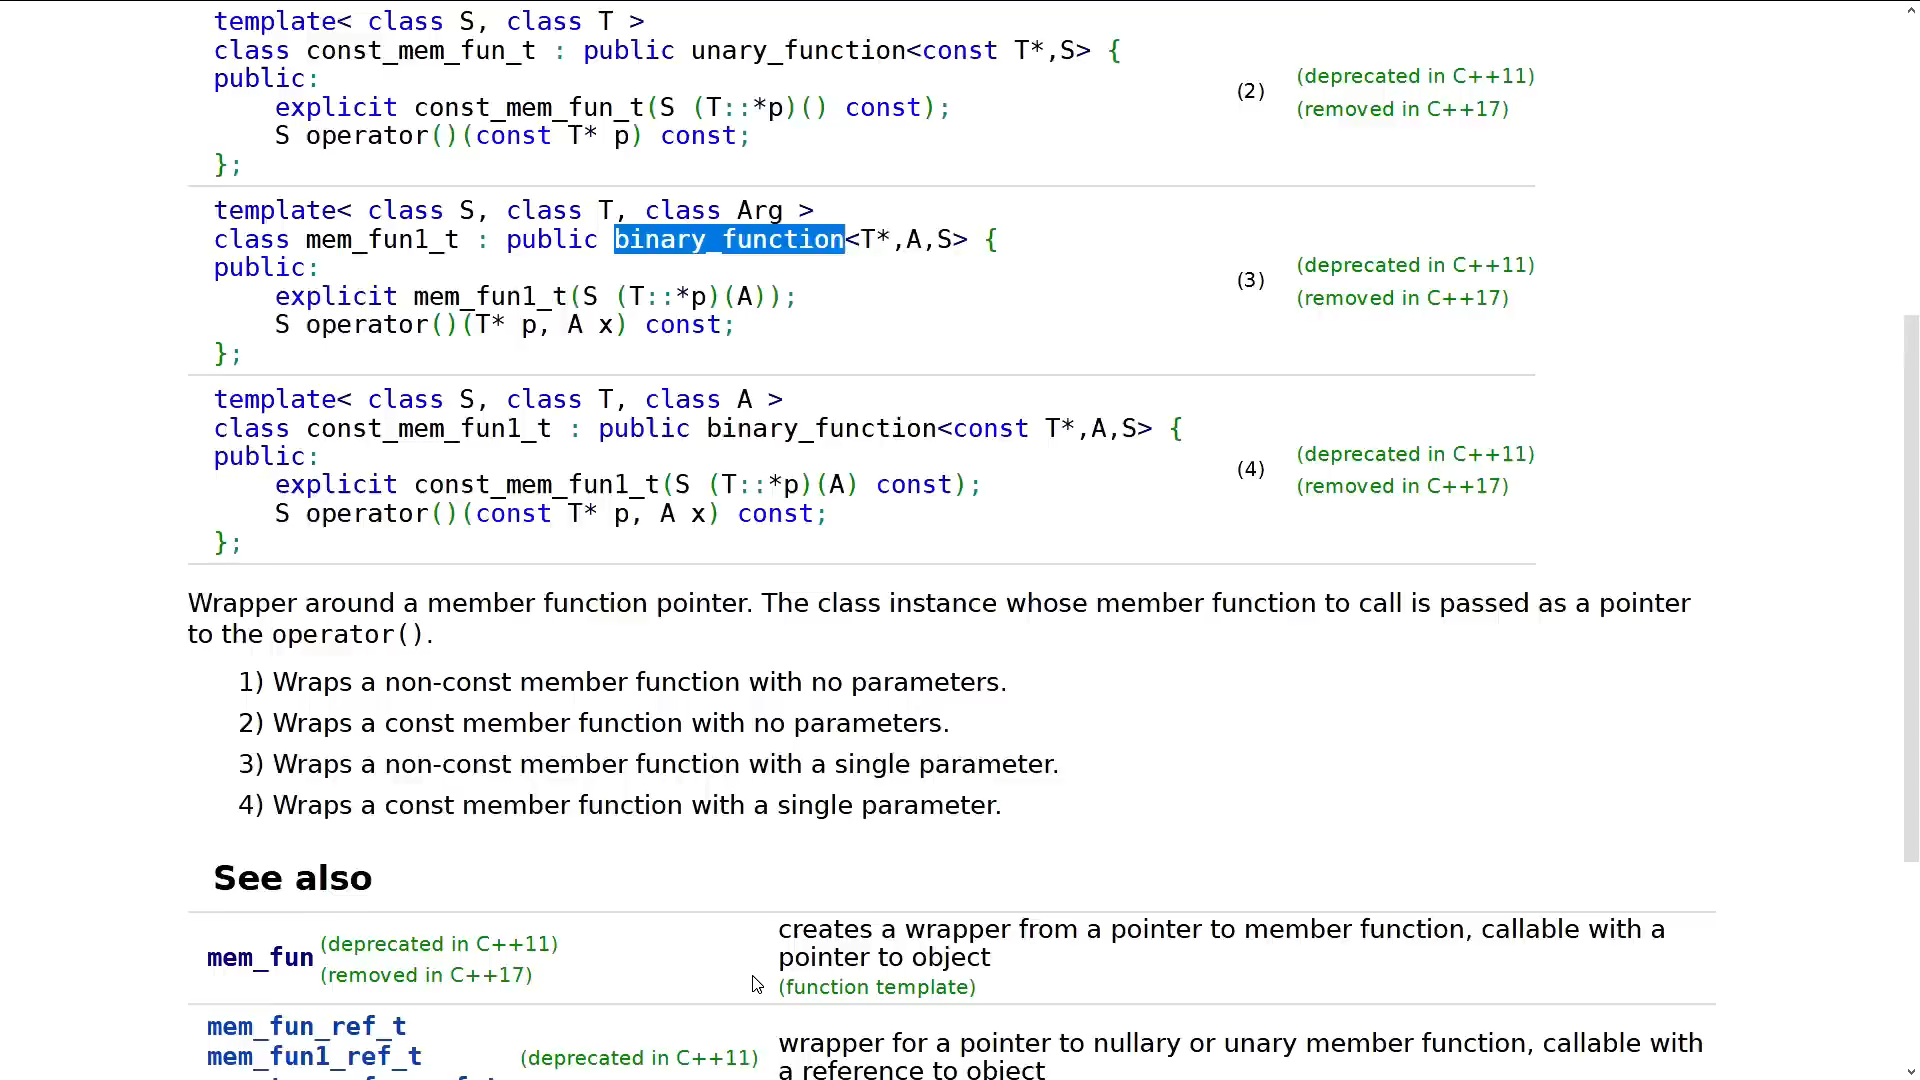 template< class S, class T >
class const_mem_fun_t : public unary_function<const T*,S> {
public:
    explicit const_mem_fun_t(S (T::*p)() const);
    S operator()(const T* p) const;
};
(2)
(deprecated in C++11)
(removed in C++17)
template< class S, class T, class Arg >
class mem_fun1_t : public binary_function<T*,A,S> {
public:
    explicit mem_fun1_t(S (T::*p)(A));
    S operator()(T* p, A x) const;
};
(3)
(deprecated in C++11)
(removed in C++17)
template< class S, class T, class A >
class const_mem_fun1_t : public binary_function<const T*,A,S> {
public:
    explicit const_mem_fun1_t(S (T::*p)(A) const);
    S operator()(const T* p, A x) const;
};
(4)
(deprecated in C++11)
(removed in C++17)
Wrapper around a member function pointer. The class instance whose member function to call is passed as a pointer
to the operator().
1) Wraps a non-const member function with no parameters.
2) Wraps a const member function with no parameters.
3) Wraps a non-const member function with a single parameter.
4) Wraps a const member function with a single parameter.
See also
mem_fun
(deprecated in C++11)
(removed in C++17)
creates a wrapper from a pointer to member function, callable with a
pointer to object
(function template)
mem_fun_ref_t
mem_fun1_ref_t
(deprecated in C++11)
wrapper for a pointer to nullary or unary member function, callable with
a reference to object